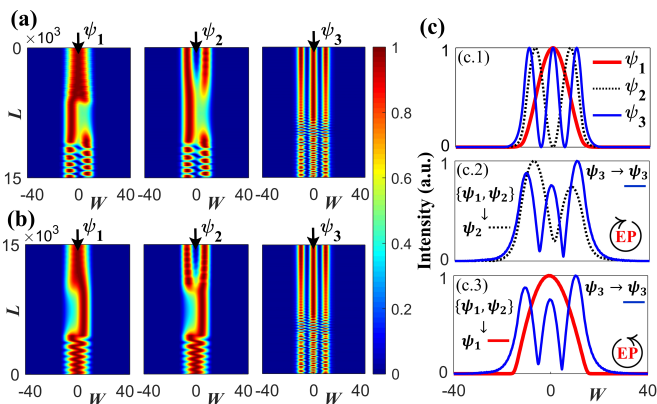 (a)
×10³ ψ₁ ψ₂ ψ₃
0
L
15
-40 0 W 40 -40 0 W 40 -40 0 W 40
(b)
×10³ ψ₁ ψ₂ ψ₃
15
L
0
-40 0 W 40 -40 0 W 40 -40 0 W 40
1
0.8
0.6
0.4
0.2
0
(c)
Intensity (a.u.)
1
(c.1)
ψ₁
ψ₂
ψ₃
0
1
(c.2)
ψ₃ → ψ₃
{ψ₁, ψ₂}
↓
ψ₂
EP
0
1
(c.3)
ψ₃ → ψ₃
{ψ₁, ψ₂}
↓
ψ₁
EP
0
-40 0 W 40